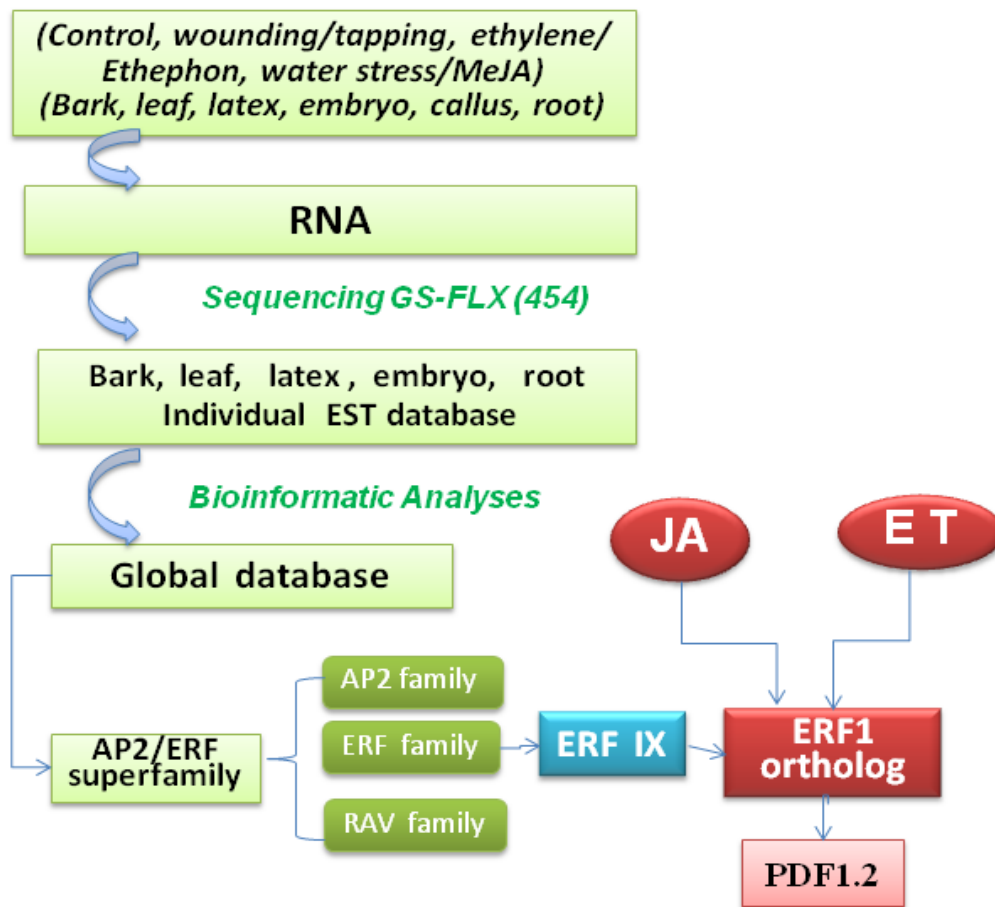 (Control, wounding/tapping, ethylene/
Ethephon, water stress/MeJA)
(Bark, leaf, latex, embryo, callus, root)
RNA
Sequencing GS-FLX (454)
Bark, leaf, latex , embryo, root
Individual EST database
Bioinformatic Analyses
Global database
JA
E T
AP2/ERF
superfamily
AP2 family
ERF family
RAV family
ERF IX
ERF1
ortholog
PDF1.2